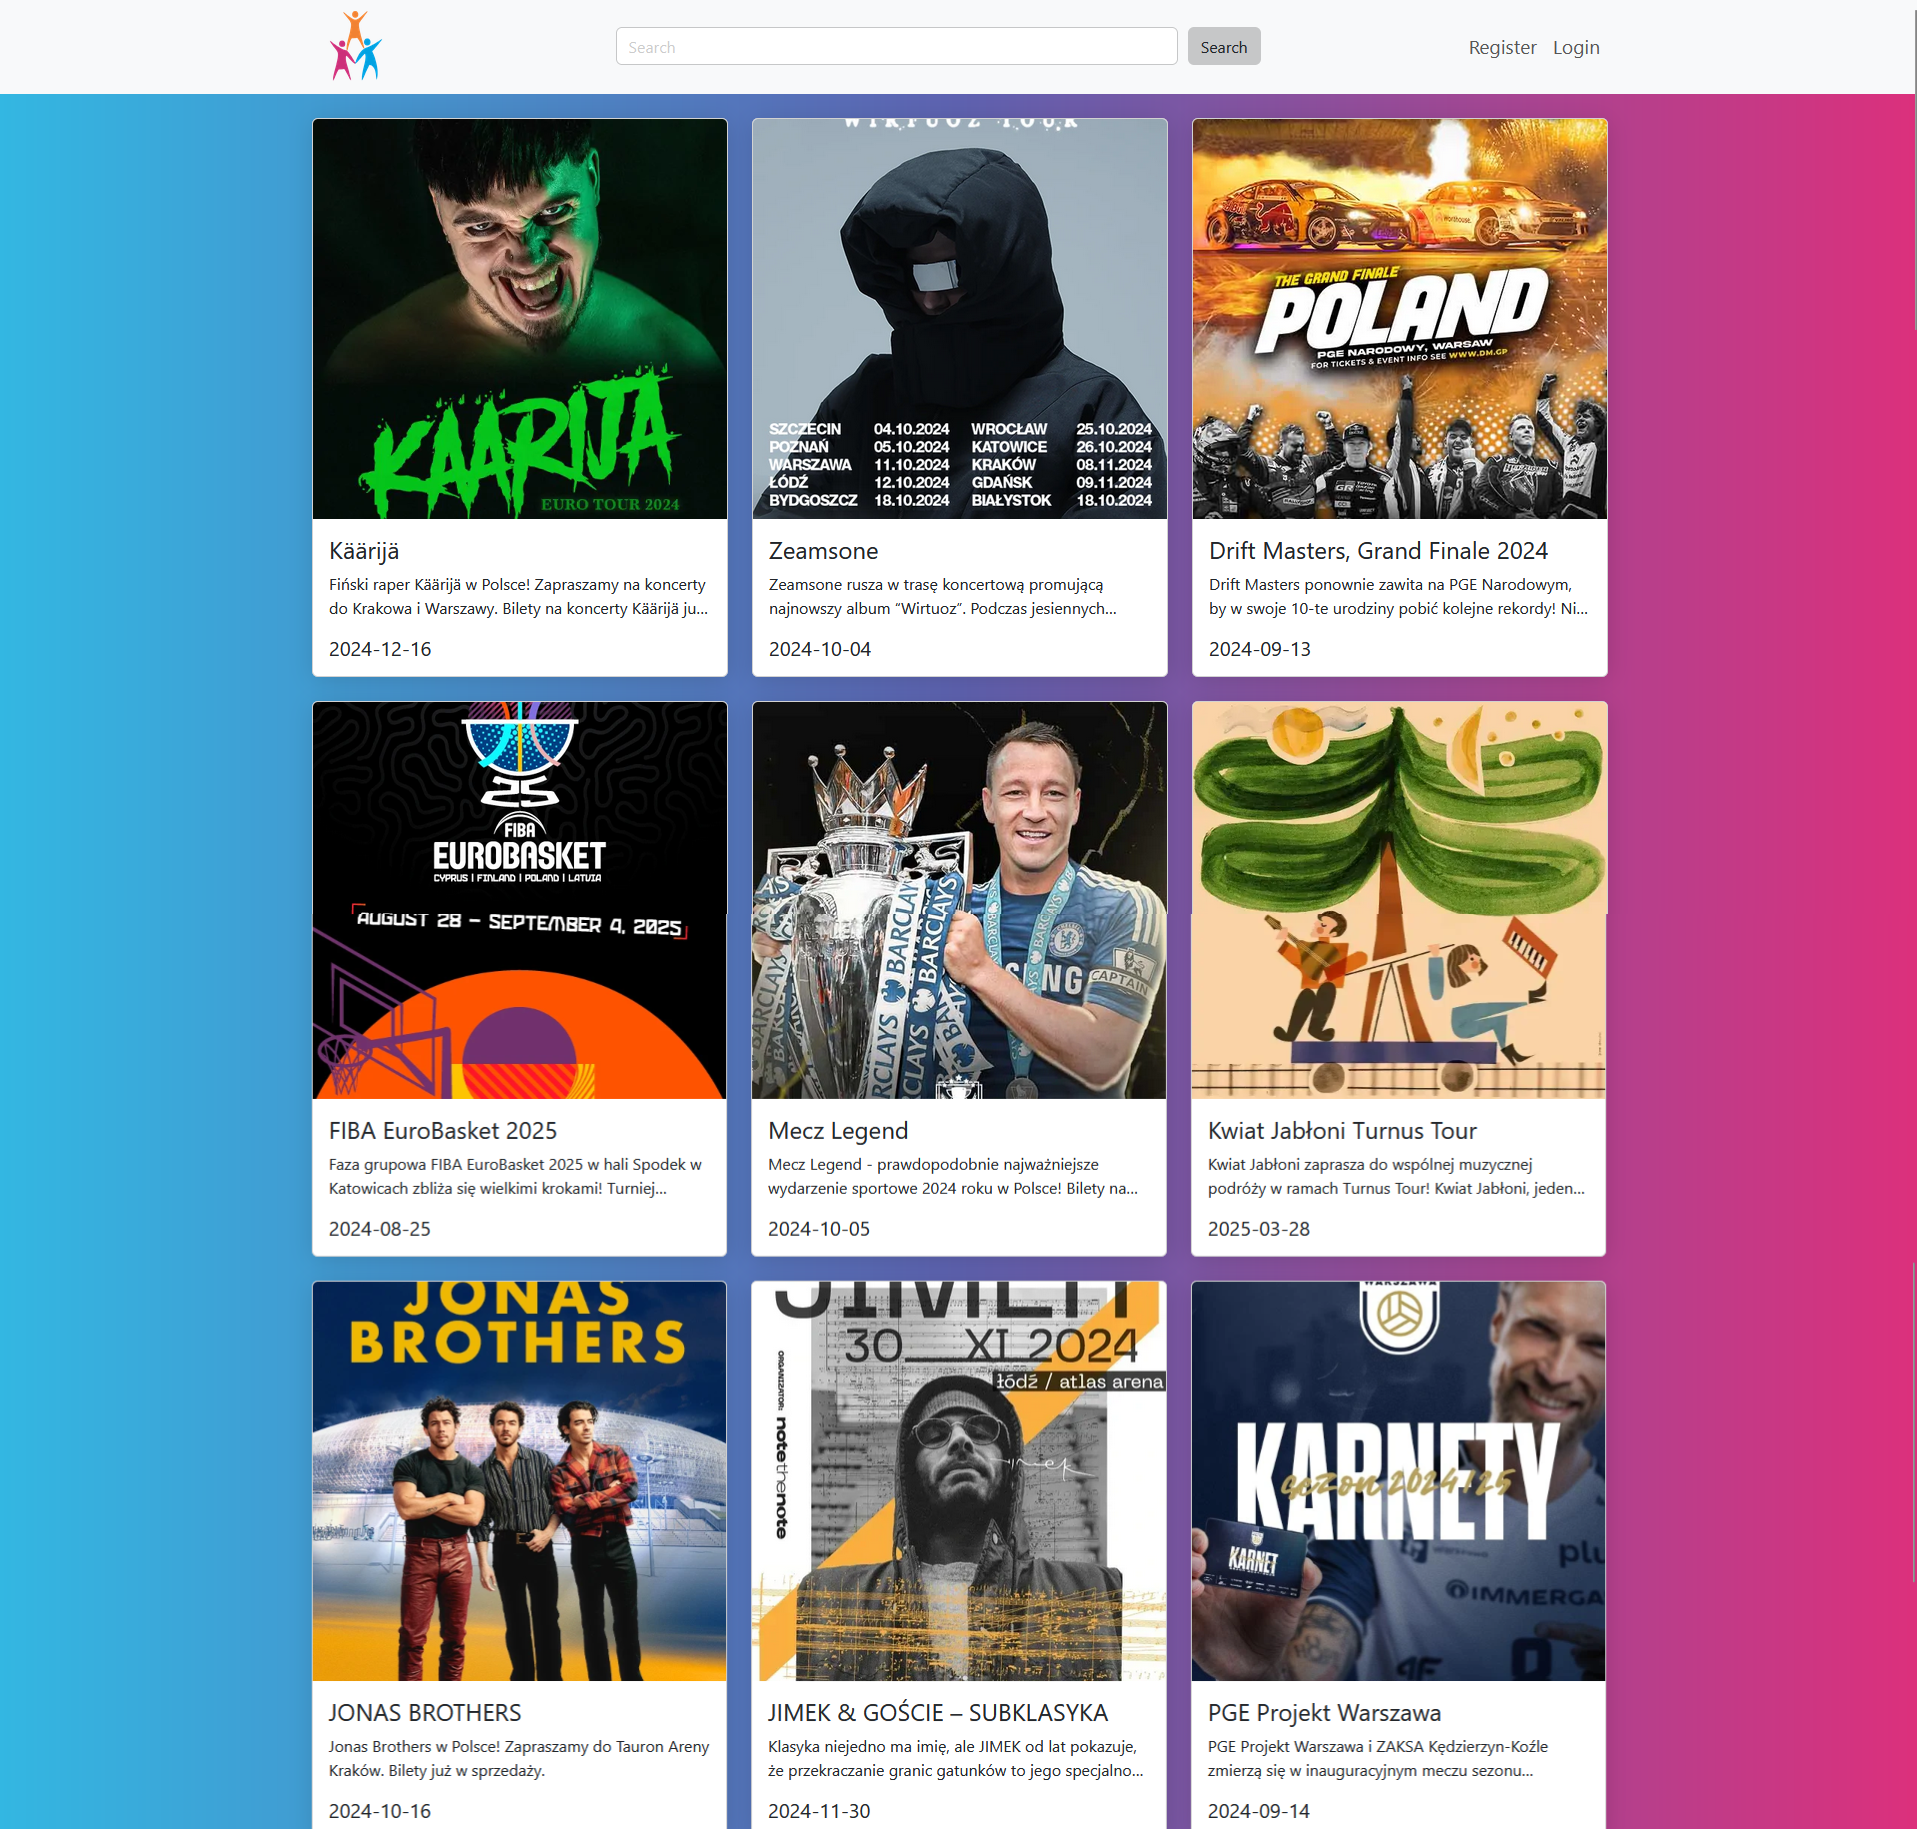 Search
Search
Register
Login
WIRTUOZ TOUR
KÄÄRIJÄ
EURO TOUR 2024
SZCZECIN 04.10.2024 WROCŁAW 25.10.2024
POZNAŃ 05.10.2024 KATOWICE 26.10.2024
WARSZAWA 11.10.2024 KRAKÓW 08.11.2024
ŁÓDŹ 12.10.2024 GDAŃSK 09.11.2024
BYDGOSZCZ 18.10.2024 BIAŁYSTOK 18.10.2024
THE GRAND FINALE
POLAND
PGE NARODOWY, WARSAW
FOR TICKETS & EVENT INFO SEE WWW.DM.GP
Käärijä
Fiński raper Käärijä w Polsce! Zapraszamy na koncerty
do Krakowa i Warszawy. Bilety na koncerty Käärijä ju...
2024-12-16
Zeamsone
Zeamsone rusza w trasę koncertową promującą
najnowszy album “Wirtuoz”. Podczas jesiennych...
2024-10-04
Drift Masters, Grand Finale 2024
Drift Masters ponownie zawita na PGE Narodowym,
by w swoje 10-te urodziny pobić kolejne rekordy! Ni...
2024-09-13
25
FIBA
EUROBASKET
CYPRUS | FINLAND | POLAND | LATVIA
AUGUST 28 – SEPTEMBER 4, 2025
BARCLAYS
BARCLAYS
CAPTAIN
FIBA EuroBasket 2025
Faza grupowa FIBA EuroBasket 2025 w hali Spodek w
Katowicach zbliża się wielkimi krokami! Turniej...
2024-08-25
Mecz Legend
Mecz Legend - prawdopodobnie najważniejsze
wydarzenie sportowe 2024 roku w Polsce! Bilety na...
2024-10-05
Kwiat Jabłoni Turnus Tour
Kwiat Jabłoni zaprasza do wspólnej muzycznej
podróży w ramach Turnus Tour! Kwiat Jabłoni, jeden...
2025-03-28
JONAS
BROTHERS
JIMEK
30__XI_2024
łódź / atlas arena
ORGANIZATOR: notethenote
Jimek
WARSZAWA
KARNETY
sezon 2024/25
KARNET
plu
IMMERGA
JONAS BROTHERS
Jonas Brothers w Polsce! Zapraszamy do Tauron Areny
Kraków. Bilety już w sprzedaży.
2024-10-16
JIMEK & GOŚCIE – SUBKLASYKA
Klasyka niejedno ma imię, ale JIMEK od lat pokazuje,
że przekraczanie granic gatunków to jego specjalno...
2024-11-30
PGE Projekt Warszawa
PGE Projekt Warszawa i ZAKSA Kędzierzyn-Koźle
zmierzą się w inauguracyjnym meczu sezonu...
2024-09-14